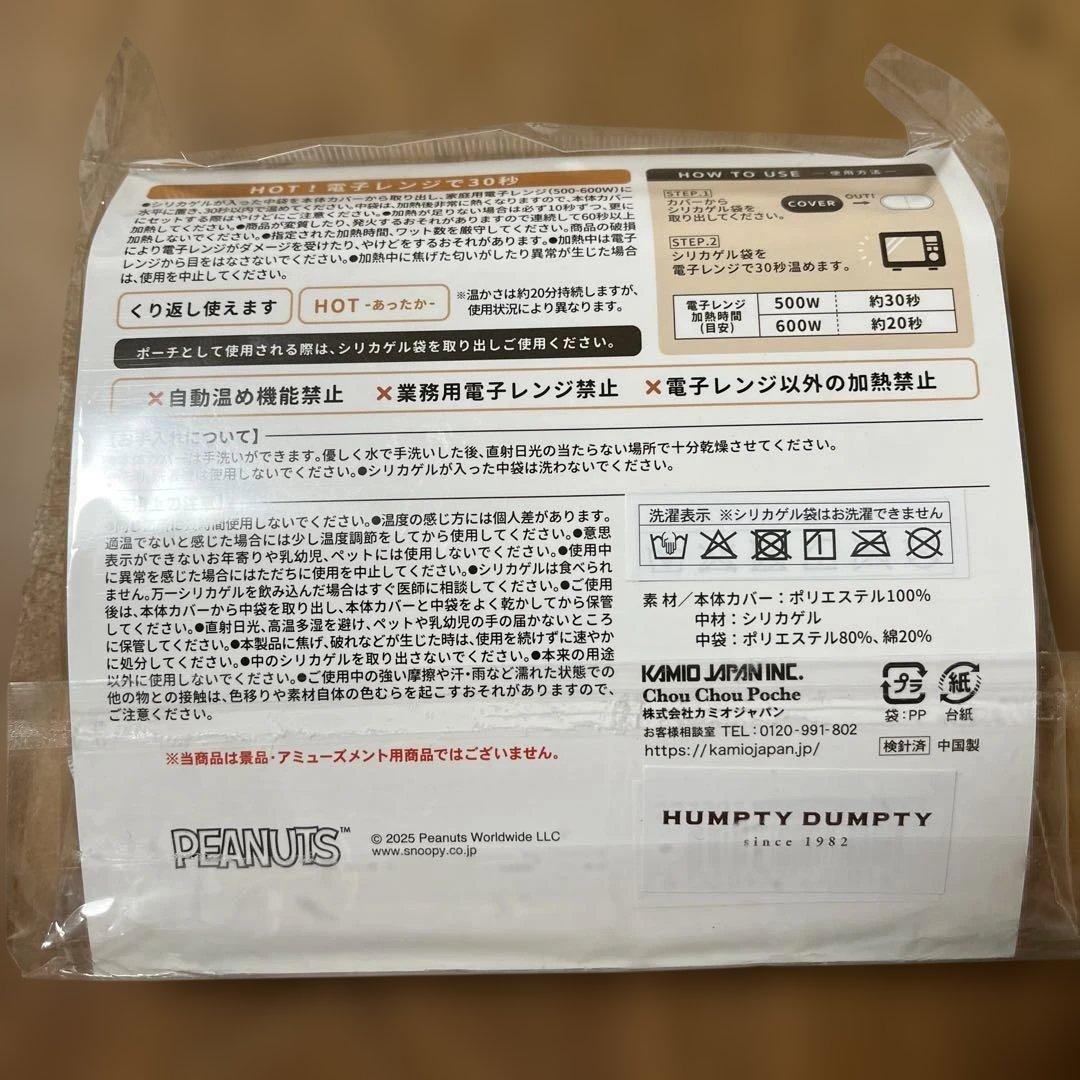 HOT!電子レンジで30秒
●シリカゲルが入った中袋を本体カバーから取り出し、家庭用電子レンジ(500-600W)に
水平に置き、30秒以内で温めてください。中袋は、加熱後非常に熱くなりますので、本体カバー
にセットする際はやけどにご注意ください。●加熱が足りない場合は必ず10秒ずつ、更に
加熱してください。●商品が変質したり、発火するおそれがありますので連続して60秒以上
加熱しないでください。●指定された加熱時間、ワット数を厳守してください。商品の破損
により電子レンジがダメージを受けたり、やけどをするおそれがあります。●加熱中は電子
レンジから目をはなさないでください。●加熱中に焦げた匂いがしたり異常が生じた場合
は、使用を中止してください。
くり返し使えます
HOT -あったか-
※温かさは約20分持続しますが、
使用状況により異なります。
ポーチとして使用される際は、シリカゲル袋を取り出しご使用ください。
HOW TO USE ― 使用方法 ―
STEP.1
カバーから
シリカゲル袋を
取り出してください。
COVER
OUT!
→
STEP.2
シリカゲル袋を
電子レンジで30秒温めます。
電子レンジ
加熱時間
(目安)
500W 約30秒
600W 約20秒
×自動温め機能禁止 ×業務用電子レンジ禁止 ×電子レンジ以外の加熱禁止
お手入れについて】
は手洗いができます。優しく水で手洗いした後、直射日光の当たらない場所で十分乾燥させてください。
は使用しないでください。●シリカゲルが入った中袋は洗わないでください。
時間使用しないでください。●温度の感じ方には個人差があります。
適温でないと感じた場合には少し温度調節をしてから使用してください。●意思
表示ができないお年寄りや乳幼児、ペットには使用しないでください。●使用中
に異常を感じた場合にはただちに使用を中止してください。●シリカゲルは食べられ
ません。万一シリカゲルを飲み込んだ場合はすぐ医師に相談してください。●ご使用
後は、本体カバーから中袋を取り出し、本体カバーと中袋をよく乾かしてから保管
してください。●直射日光、高温多湿を避け、ペットや乳幼児の手の届かないところ
に保管してください。●本製品に焦げ、破れなどが生じた時は、使用を続けずに速やか
に処分してください。●中のシリカゲルを取り出さないでください。●本来の用途
以外に使用しないでください。●ご使用中の強い摩擦や汗・雨など濡れた状態での
他の物との接触は、色移りや素材自体の色むらを起こすおそれがありますので、
ご注意ください。
※当商品は景品・アミューズメント用商品ではございません。
洗濯表示 ※シリカゲル袋はお洗濯できません
素材/本体カバー:ポリエステル100%
中材:シリカゲル
中袋:ポリエステル80%、綿20%
KAMIO JAPAN INC.
Chou Chou Poche
株式会社カミオジャパン
お客様相談室 TEL:0120-991-802
https://kamiojapan.jp/
プラ
袋:PP
紙
台紙
検針済 中国製
PEANUTS™
© 2025 Peanuts Worldwide LLC
www.snoopy.co.jp
HUMPTY DUMPTY
since 1982